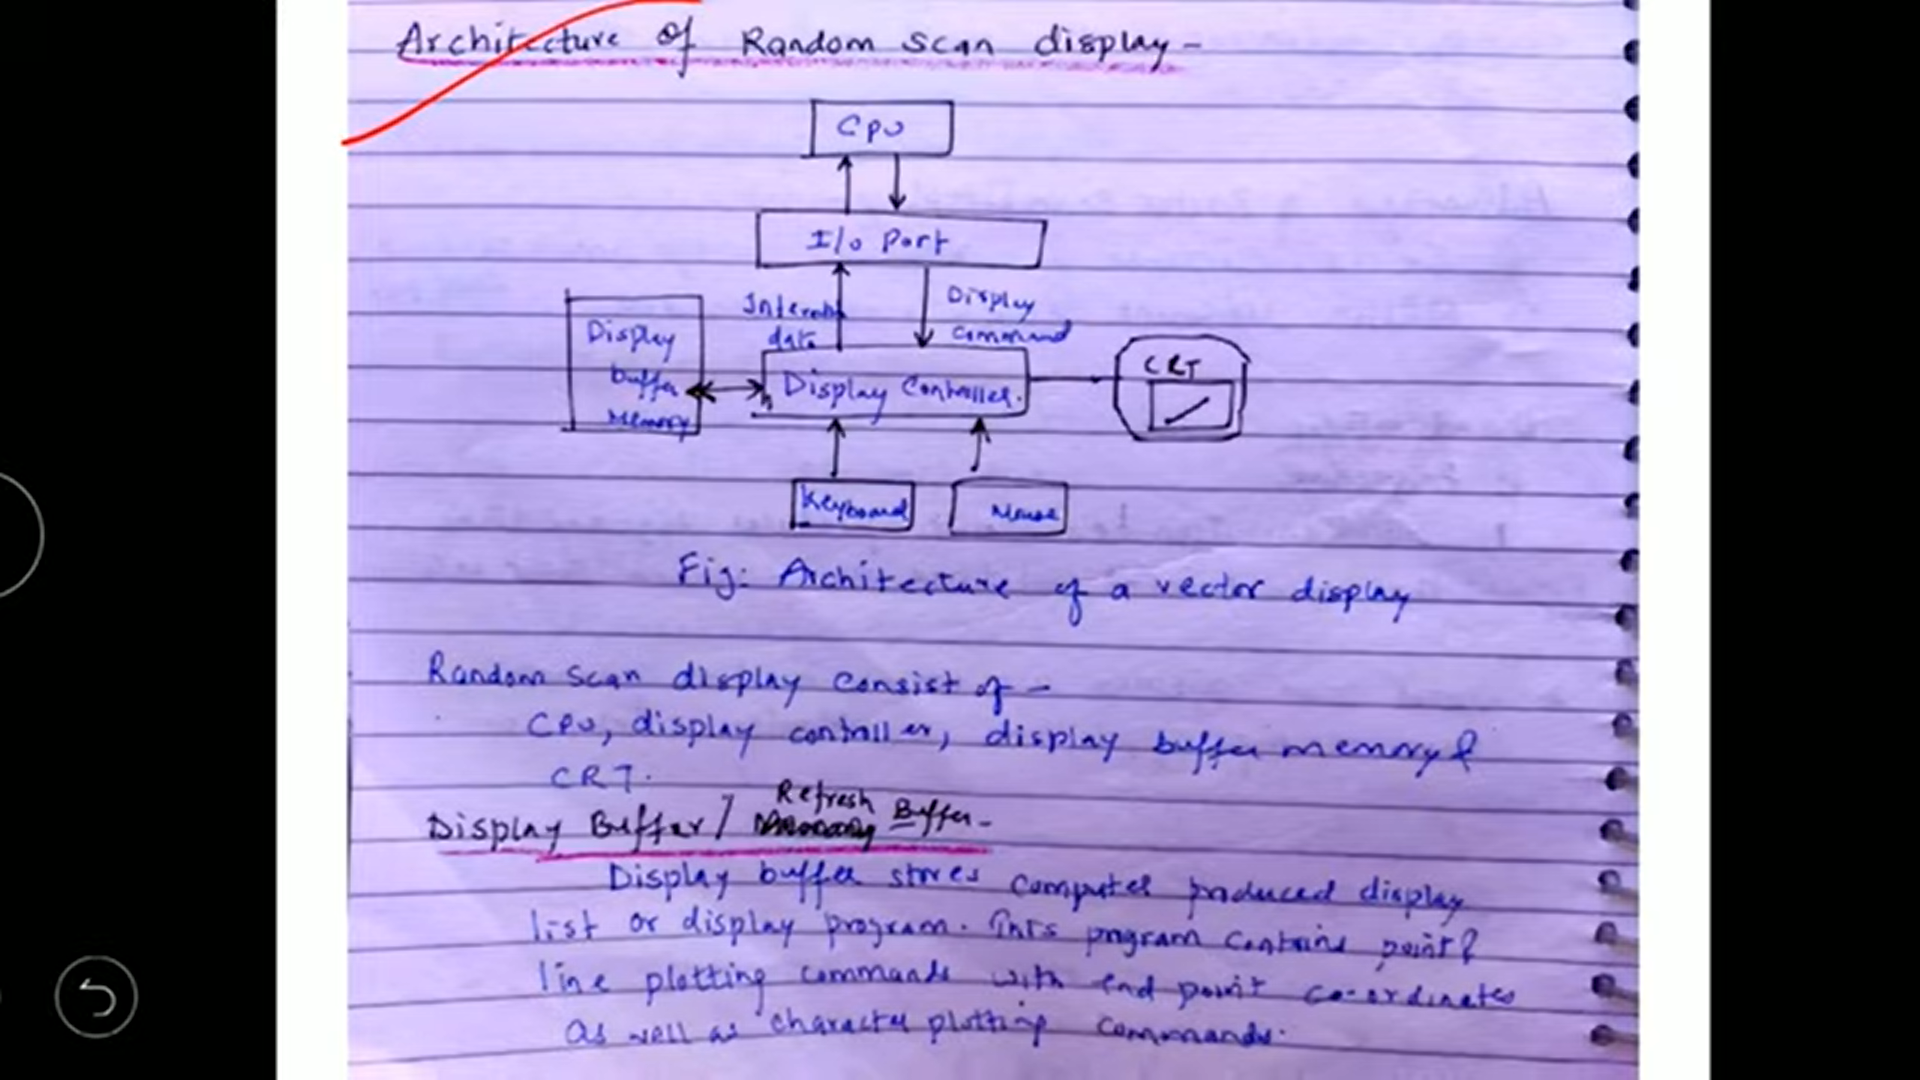 Architecture of Random Scan display -
Cpu
I/o Port
Display
command
data
Display
buffer
Memory
Display Controller.
CRT
Keyboard
Mouse
Fig: Architecture of a vector display
Random scan display consist of -
CPU, display controller, display buffer memory &
CRT.
Refresh
Display Buffer / Buffer -
Display buffer stores computer produced display
list or display program. This program contains point &
line plotting commands with end point co-ordinates
as well as character plotting commands.